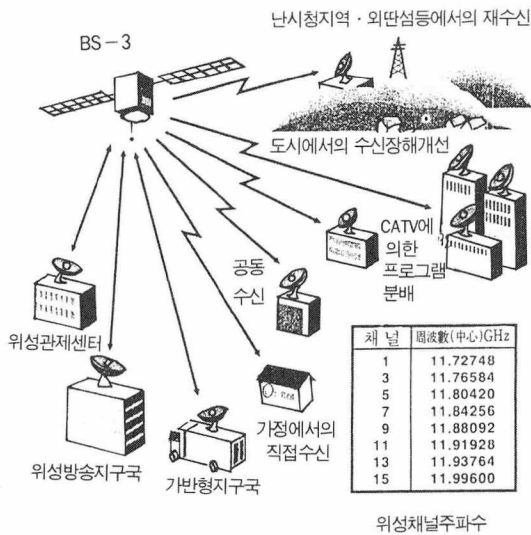 난시청지역 · 외딴섬등에서의 재수신
BS-3
도시에서의 수신장해개선
CATV에
의한
프로그램
분배
공동
수신
위성관제센터
가정에서의
직접수신
위성방송지구국
가반형지구국
채 널 周波數(中心)GHz
1 11.72748
3 11.76584
5 11.80420
7 11.84256
9 11.88092
11 11.91928
13 11.93764
15 11.99600
위성채널주파수